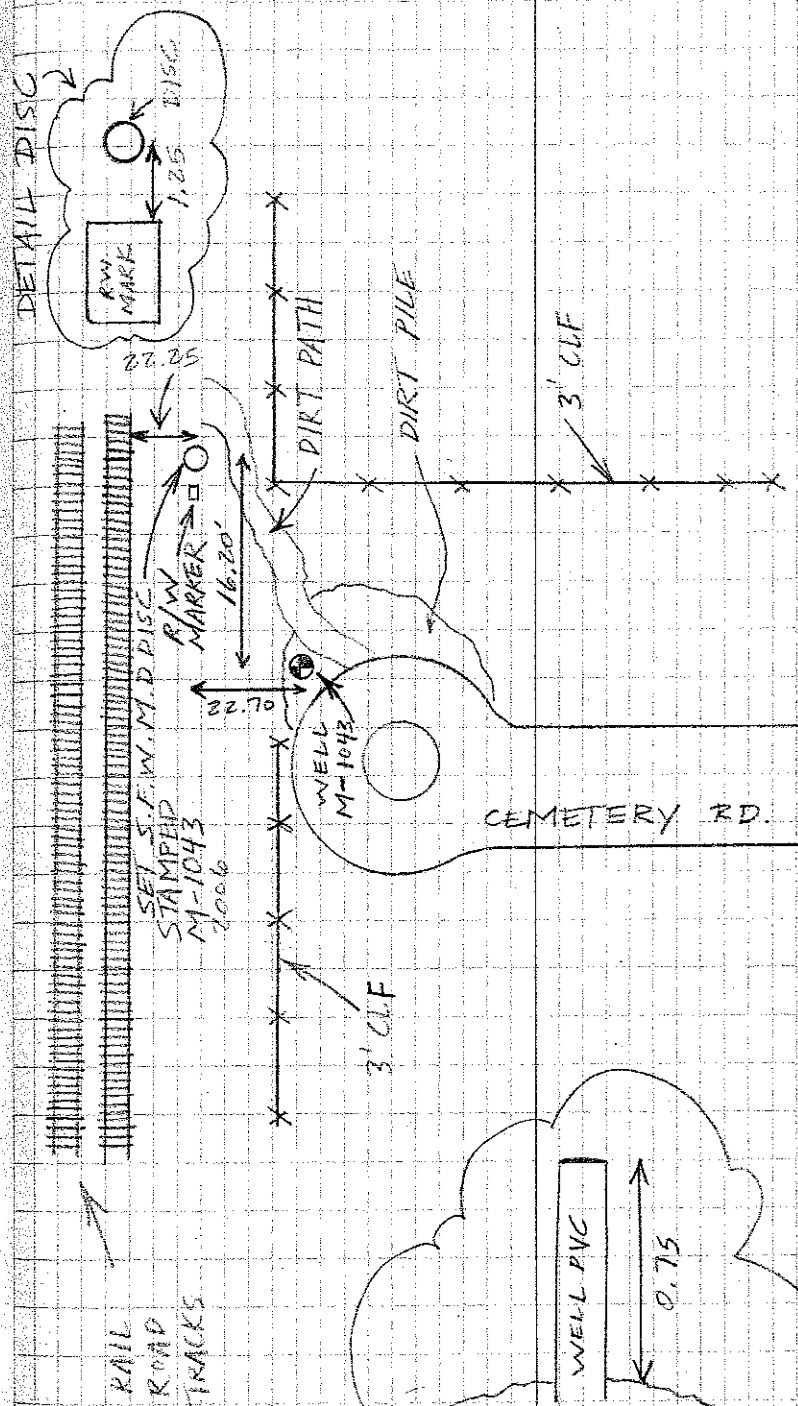 DETAIL DISC
DISC
1.25
R/W
MARK
22.25
DIRT PATH
DIRT PILE
3' CLF
R/W
MARKER
16.20'
SET S.F.W.M.D DISC
STAMPED
M-1043
2006
22.70
WELL
M-1043
CEMETERY RD.
3' CLF
RAIL
ROAD
TRACKS
WELL PVC
0.75